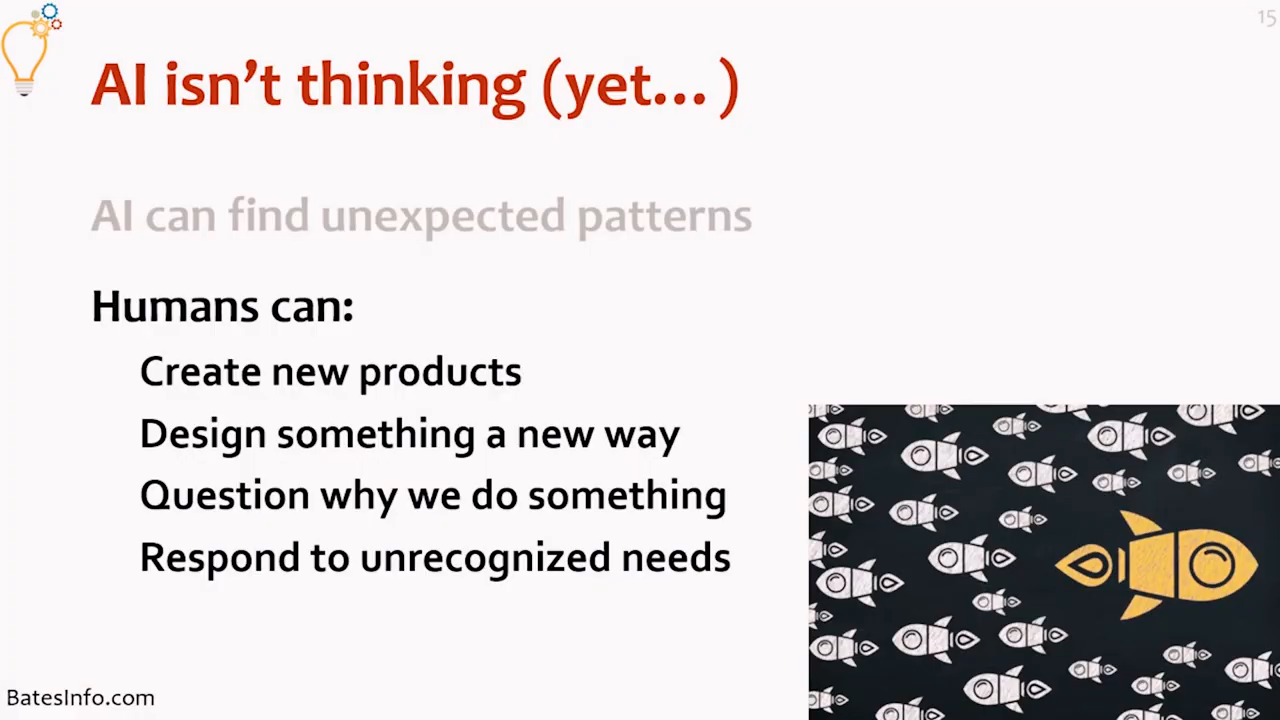 15
AI isn’t thinking (yet… )
AI can find unexpected patterns
Humans can:
Create new products
Design something a new way
Question why we do something
Respond to unrecognized needs
BatesInfo.com